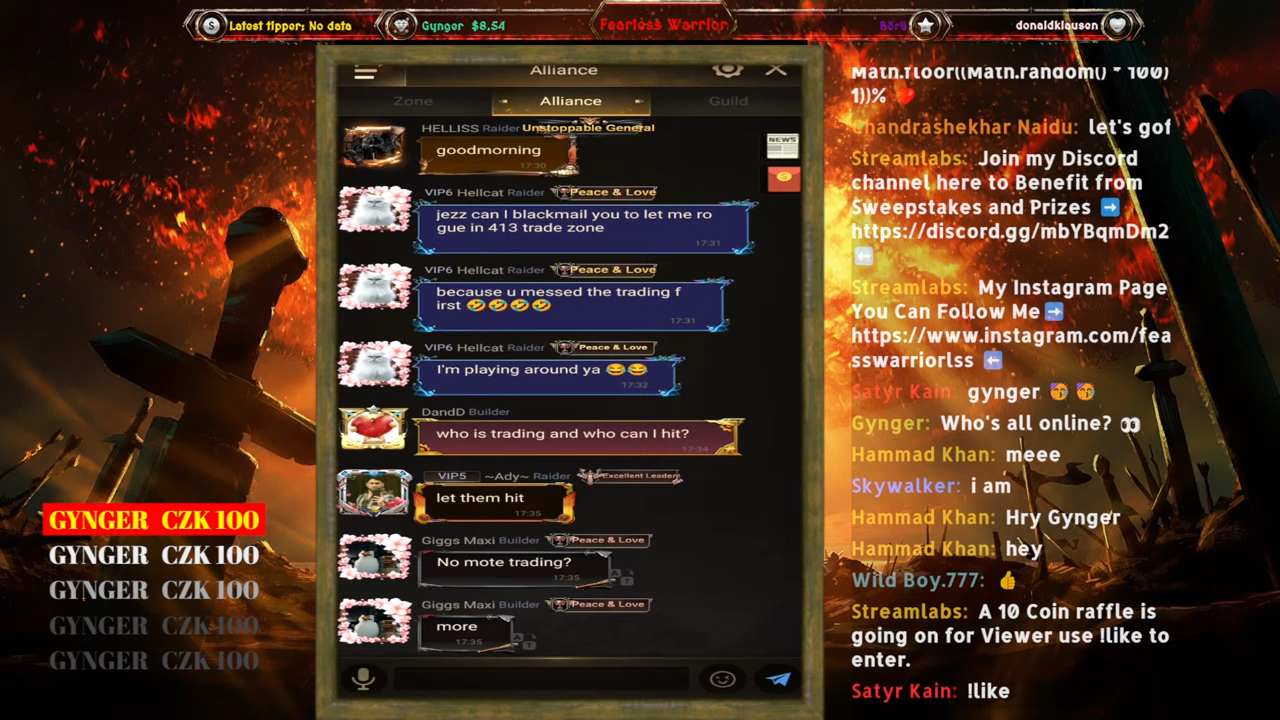 Latest tipper: No data
Gynger $8.54
Fearless Warrior
Börü
donaldklausen
Alliance
Zone
Alliance
Guild
HELLISS Raider Unstoppable General
goodmorning
17:30
NEWS
VIP6 Hellcat Raider Peace & Love
jezz can I blackmail you to let me ro
gue in 413 trade zone
17:31
VIP6 Hellcat Raider Peace & Love
because u messed the trading f
irst 🤣🤣🤣🤣
17:31
VIP6 Hellcat Raider Peace & Love
I'm playing around ya 😂😂
17:32
DandD Builder
who is trading and who can I hit?
17:34
VIP5 ~Ady~ Raider Excellent Leader
let them hit
17:35
Giggs Maxi Builder Peace & Love
No mote trading?
17:35
Giggs Maxi Builder Peace & Love
more
17:35
GYNGER CZK 100
GYNGER CZK 100
GYNGER CZK 100
GYNGER CZK 100
GYNGER CZK 100
Math.floor((Math.random() * 100)
1))% ❤️
Chandrashekhar Naidu: let's gof
Streamlabs: Join my Discord
channel here to Benefit from
Sweepstakes and Prizes ➡️
https://discord.gg/mbYBqmDm2
⬅️
Streamlabs: My Instagram Page
You Can Follow Me ➡️
https://www.instagram.com/fea
sswarriorlss ⬅️
Satyr Kain: gynger 🥳 🥳
Gynger: Who's all online? 👀
Hammad Khan: meee
Skywalker: i am
Hammad Khan: Hry Gynger
Hammad Khan: hey
Wild Boy.777: 👍
Streamlabs: A 10 Coin raffle is
going on for Viewer use !like to
enter.
Satyr Kain: !like